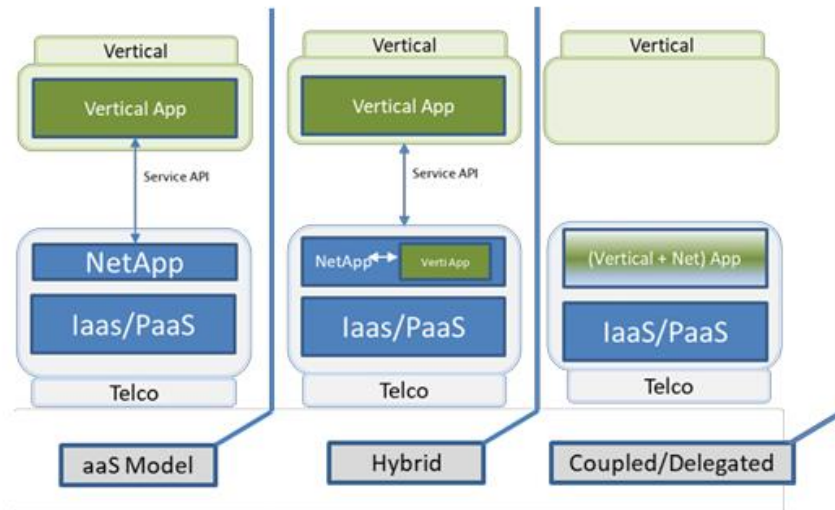 Vertical
Vertical App
Service API
NetApp
Iaas/PaaS
Telco
aaS Model
Vertical
Vertical App
Service API
NetApp
Verti App
Iaas/PaaS
Telco
Hybrid
Vertical
(Vertical + Net) App
IaaS/PaaS
Telco
Coupled/Delegated